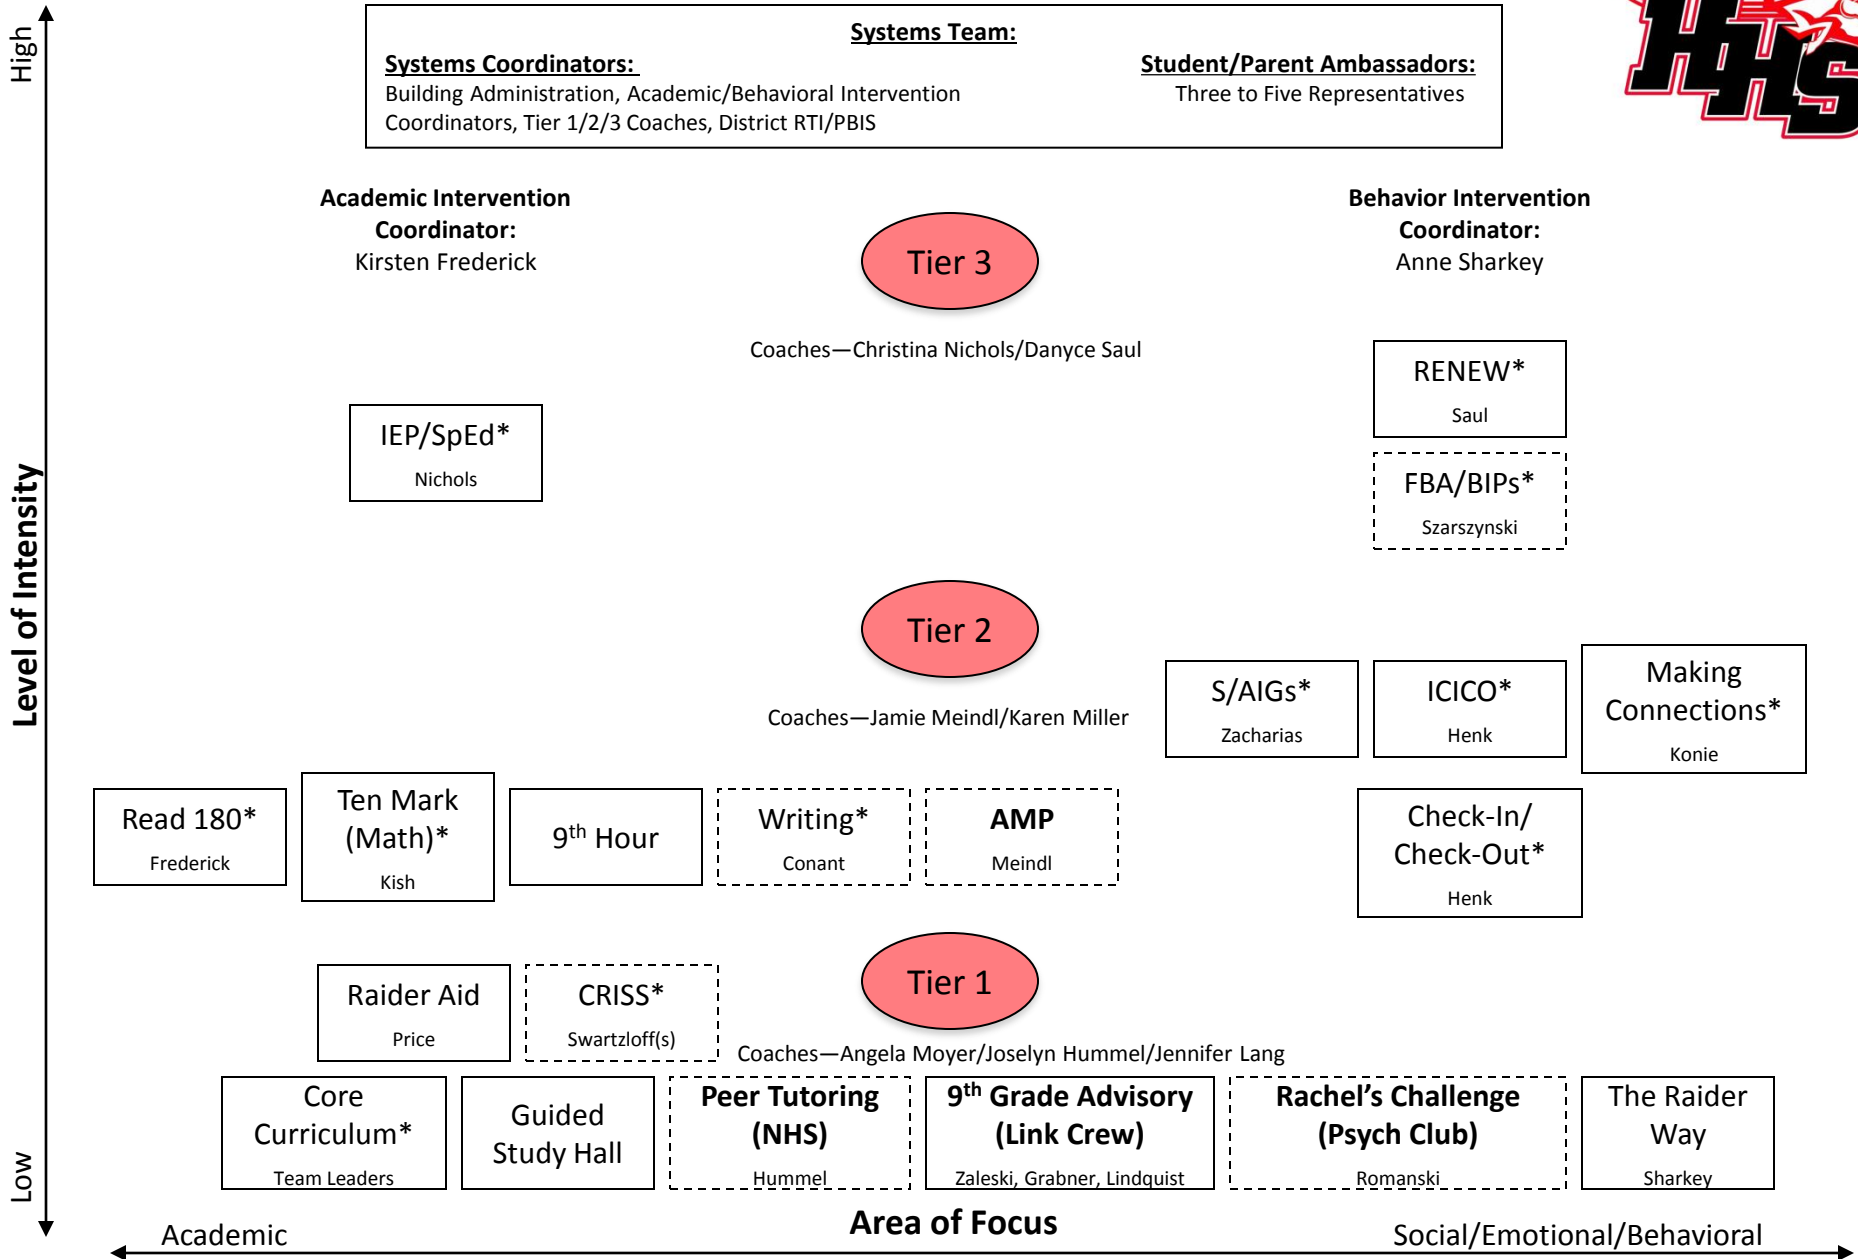 High
Systems Team:
Systems Coordinators:
Building Administration, Academic/Behavioral Intervention
Coordinators, Tier 1/2/3 Coaches, District RTI/PBIS
Student/Parent Ambassadors:
Three to Five Representatives
HHS
Academic Intervention
Coordinator:
Kirsten Frederick
Tier 3
Behavior Intervention
Coordinator:
Anne Sharkey
Coaches—Christina Nichols/Danyce Saul
RENEW*
Saul
IEP/SpEd*
Nichols
FBA/BIPs*
Szarszynski
Level of Intensity
Tier 2
Coaches—Jamie Meindl/Karen Miller
S/AIGs*
Zacharias
ICICO*
Henk
Making
Connections*
Konie
Read 180*
Frederick
Ten Mark
(Math)*
Kish
9th Hour
Writing*
Conant
AMP
Meindl
Check-In/
Check-Out*
Henk
Tier 1
Raider Aid
Price
CRISS*
Swartzloff(s)
Coaches—Angela Moyer/Joselyn Hummel/Jennifer Lang
Core
Curriculum*
Team Leaders
Guided
Study Hall
Peer Tutoring
(NHS)
Hummel
9th Grade Advisory
(Link Crew)
Zaleski, Grabner, Lindquist
Rachel’s Challenge
(Psych Club)
Romanski
The Raider
Way
Sharkey
Low
Academic
Area of Focus
Social/Emotional/Behavioral